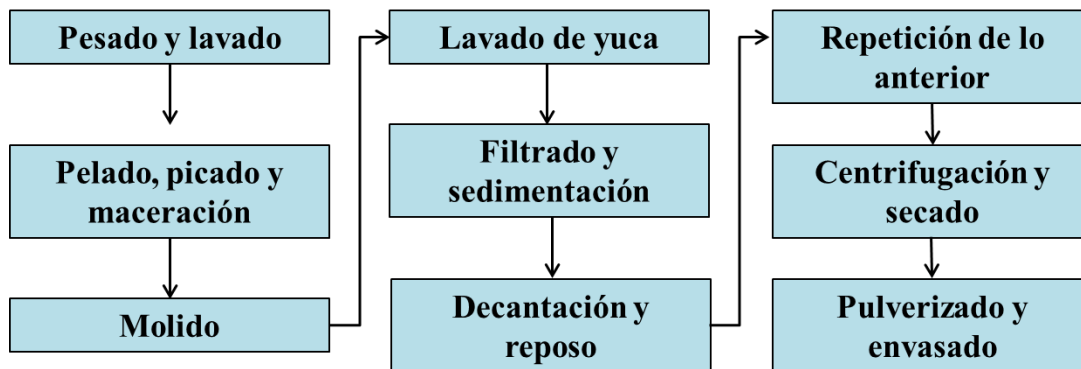 Pesado y lavado
Pelado, picado y
maceración
Molido
Lavado de yuca
Filtrado y
sedimentación
Decantación y
reposo
Repetición de lo
anterior
Centrifugación y
secado
Pulverizado y
envasado